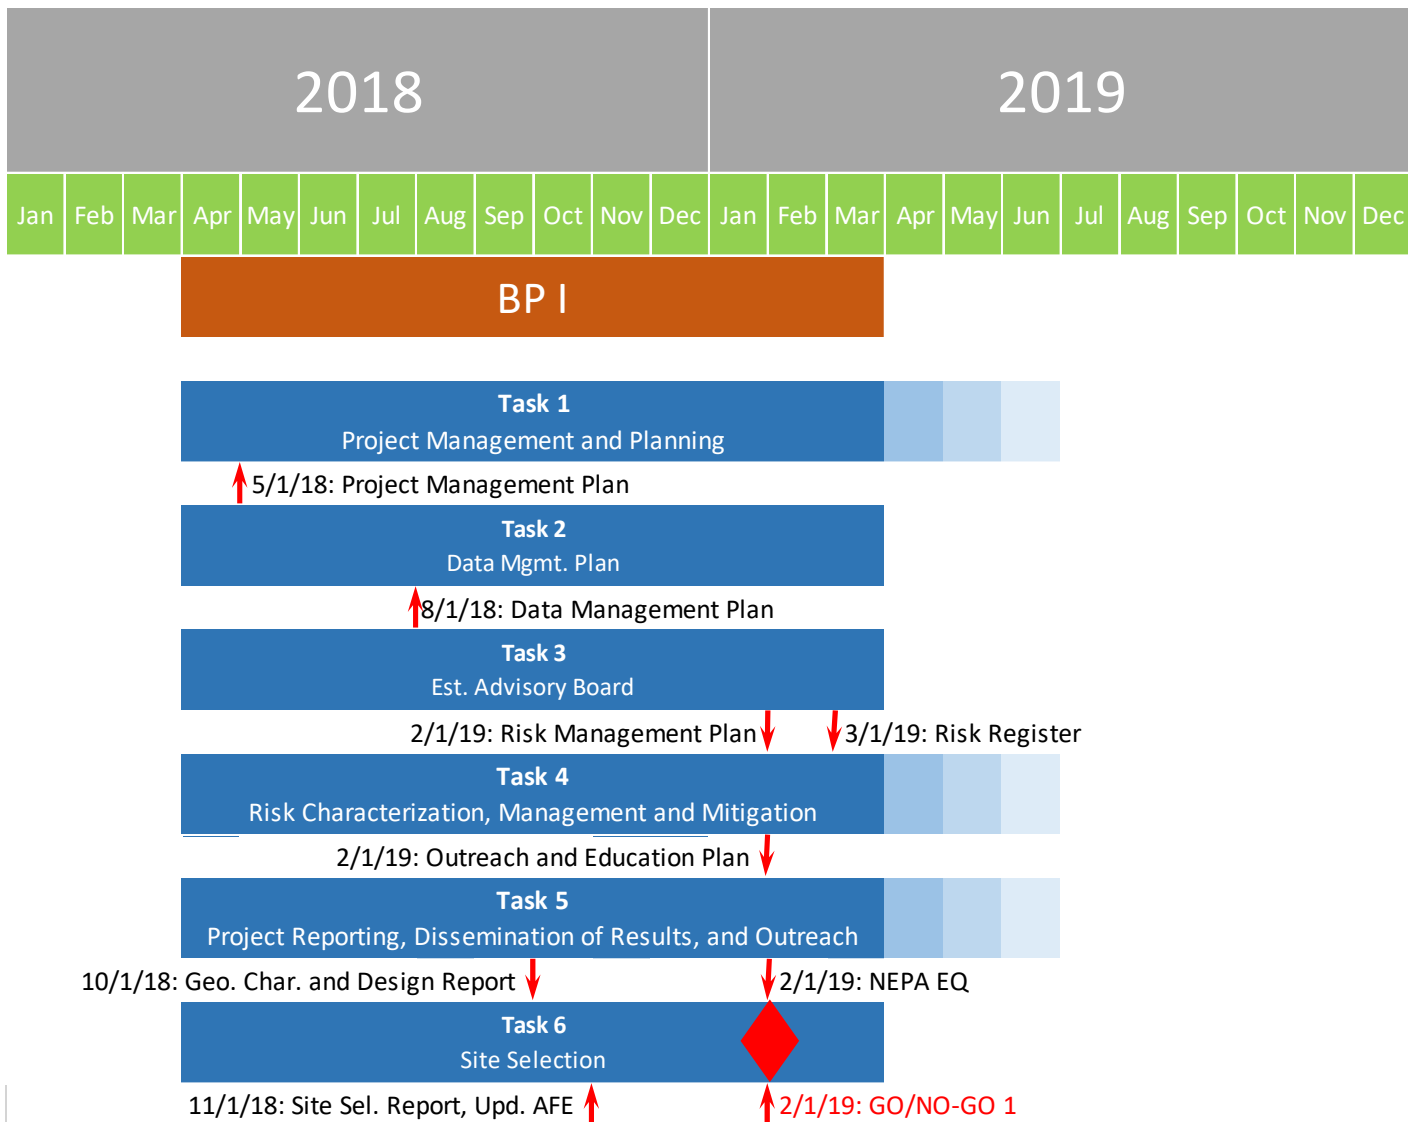 2018 2019
Jan Feb Mar Apr May Jun Jul Aug Sep Oct Nov Dec Jan Feb Mar Apr May Jun Jul Aug Sep Oct Nov Dec
BP I
Task 1
Project Management and Planning
5/1/18: Project Management Plan
Task 2
Data Mgmt. Plan
8/1/18: Data Management Plan
Task 3
Est. Advisory Board
2/1/19: Risk Management Plan 3/1/19: Risk Register
Task 4
Risk Characterization, Management and Mitigation
2/1/19: Outreach and Education Plan
Task 5
Project Reporting, Dissemination of Results, and Outreach
10/1/18: Geo. Char. and Design Report 2/1/19: NEPA EQ
Task 6
Site Selection
11/1/18: Site Sel. Report, Upd. AFE 2/1/19: GO/NO-GO 1